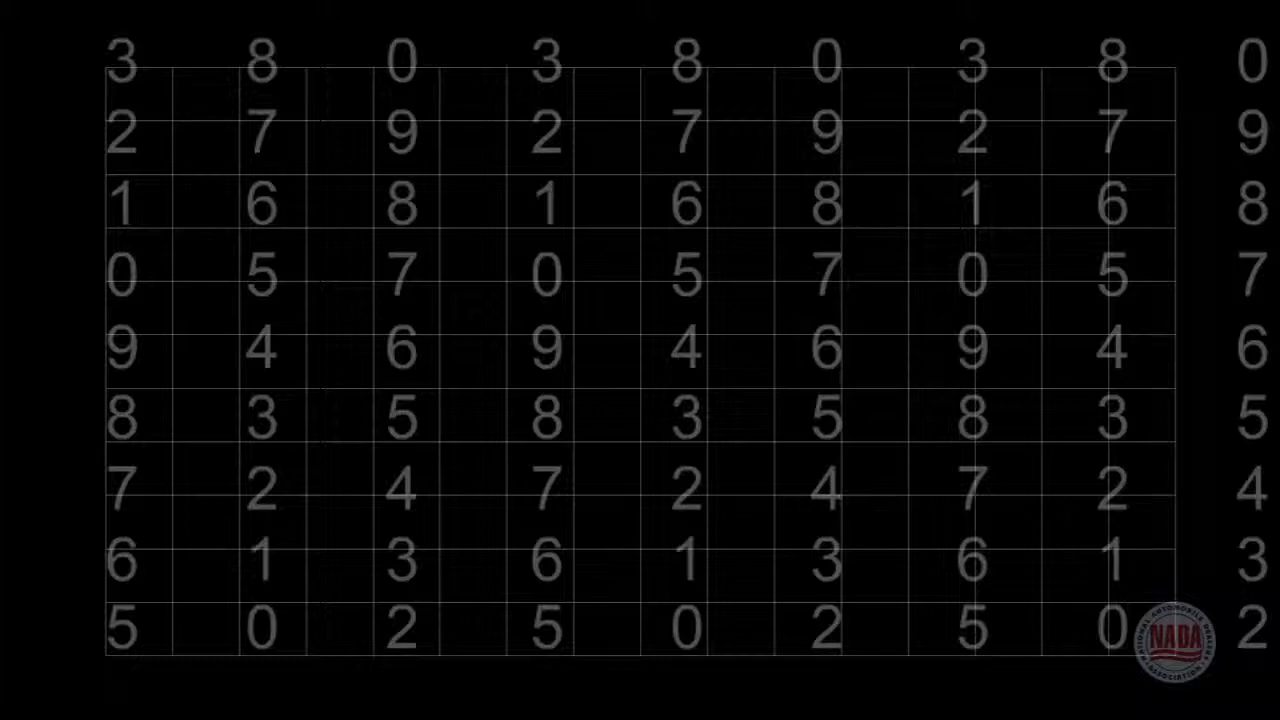 3 8 0 3 8 0 3 8 0
2 7 9 2 7 9 2 7 9
1 6 8 1 6 8 1 6 8
0 5 7 0 5 7 0 5 7
9 4 6 9 4 6 9 4 6
8 3 5 8 3 5 8 3 5
7 2 4 7 2 4 7 2 4
6 1 3 6 1 3 6 1 3
5 0 2 5 0 2 5 0 2
NATIONAL AUTOMOBILE DEALERS
NADA
ASSOCIATION